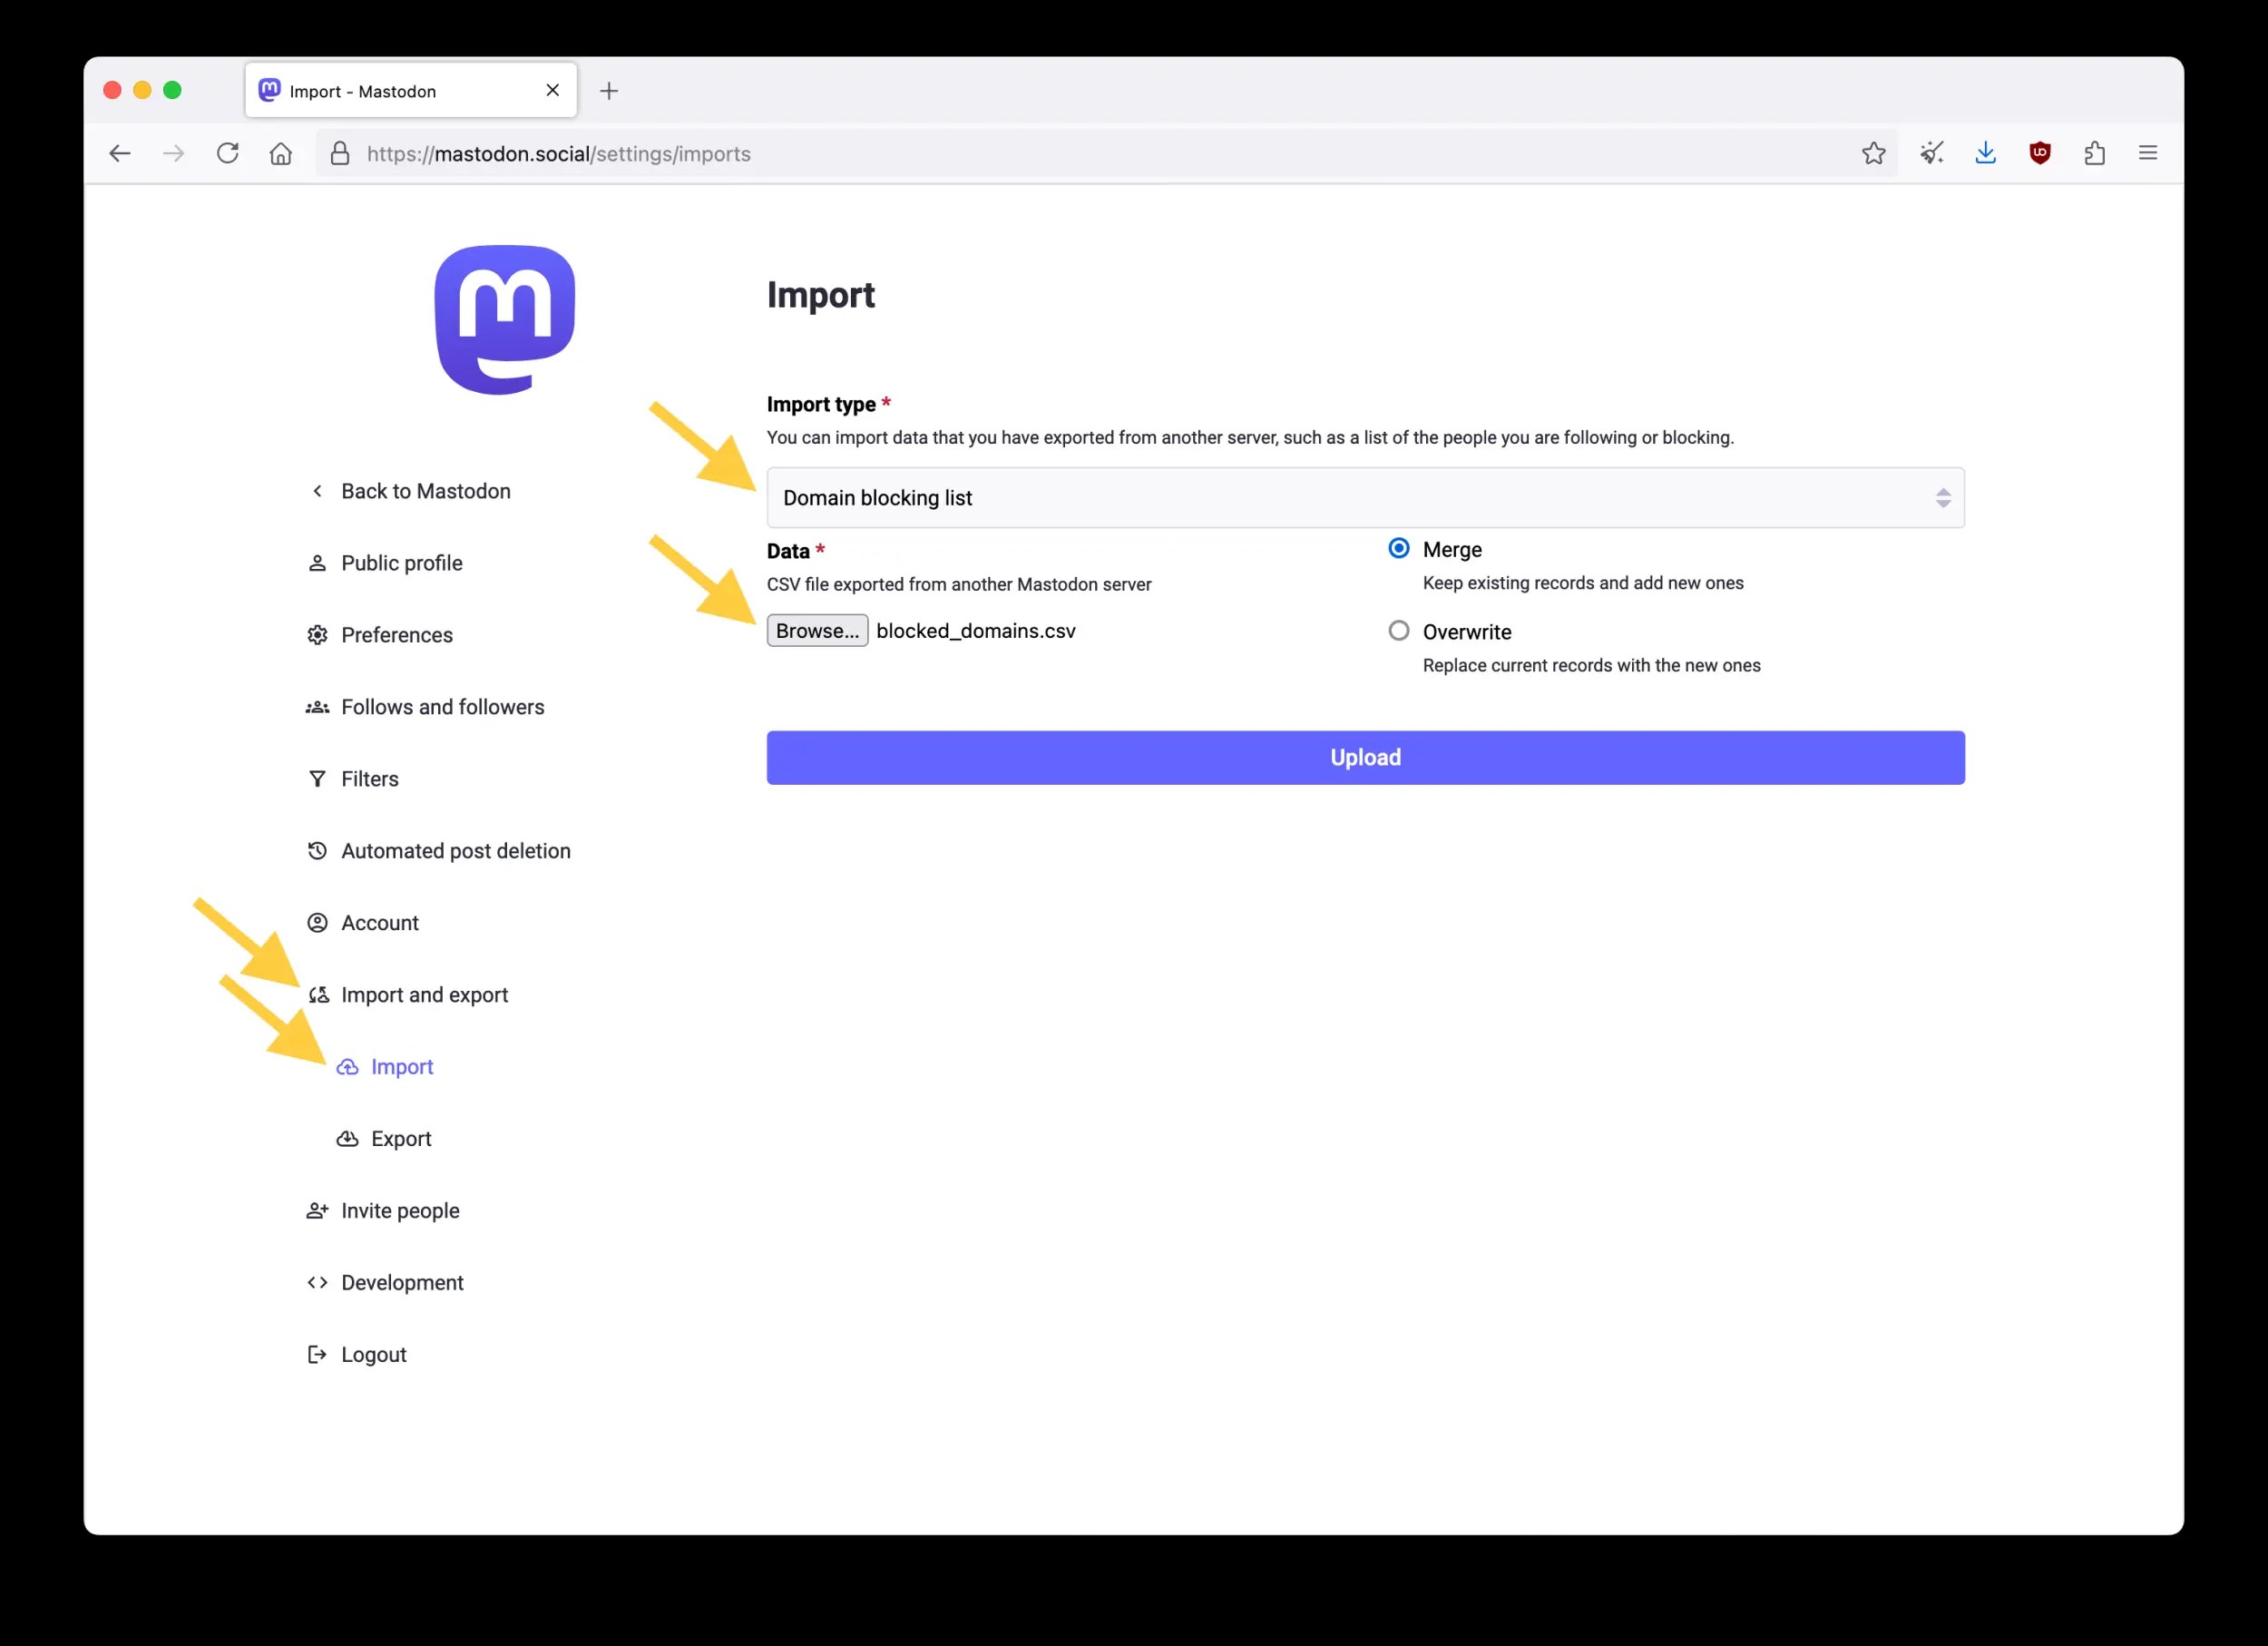 Import - Mastodon
https://mastodon.social/settings/imports
Import
Import type *
You can import data that you have exported from another server, such as a list of the people you are following or blocking.
Domain blocking list
Data *
CSV file exported from another Mastodon server
Browse... blocked_domains.csv
Merge
Keep existing records and add new ones
Overwrite
Replace current records with the new ones
Upload
Back to Mastodon
Public profile
Preferences
Follows and followers
Filters
Automated post deletion
Account
Import and export
Import
Export
Invite people
Development
Logout